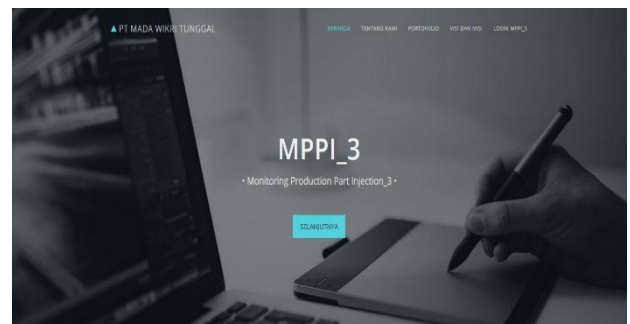 PT MADA WIKRI TUNGGAL
BERANDA TENTANG KAMI PORTOFOLIO VISI DAN MISI LOGIN MPPI_3
MPPI_3
• Monitoring Production Part Injection_3 •
SELANJUTNYA